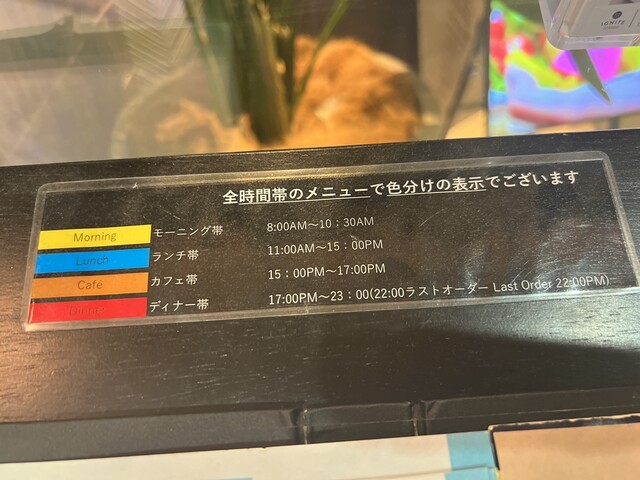 IGNITE
全時間帯のメニューで色分けの表示でございます
Morning モーニング帯 8:00AM～10：30AM
Lunch ランチ帯 11:00AM～15：00PM
Cafe カフェ帯 15：00PM～17:00PM
Dinner ディナー帯 17:00PM～23：00(22:00ラストオーダー Last Order 22:00PM)